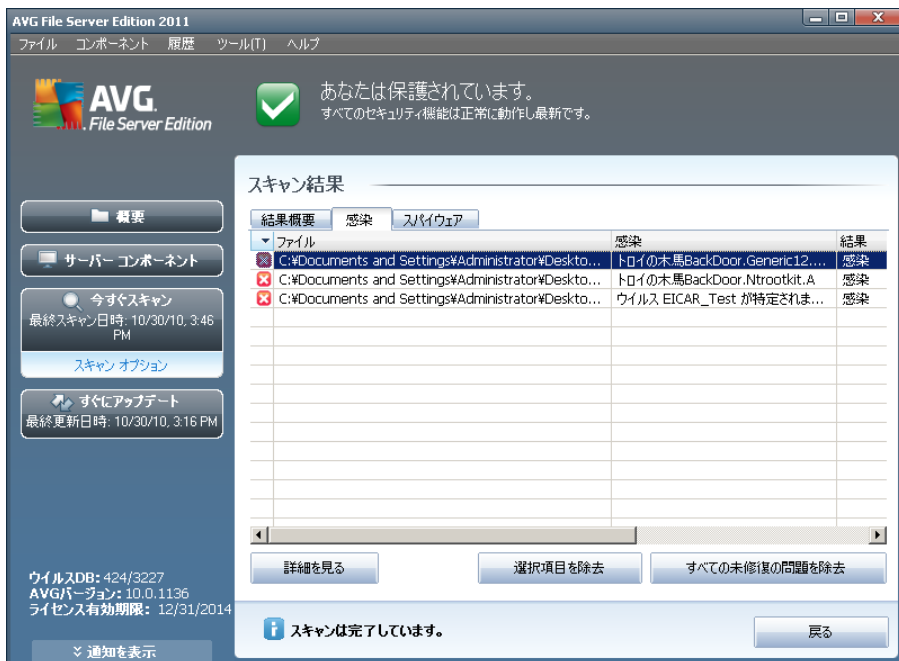 AVG File Server Edition 2011
ファイル コンポーネント 履歴 ツール(T) ヘルプ
AVG.
File Server Edition
あなたは保護されています。
すべてのセキュリティ機能は正常に動作し最新です。
概要
サーバー コンポーネント
今すぐスキャン
最終スキャン日時: 10/30/10, 3:46
PM
スキャン オプション
すぐにアップデート
最終更新日時: 10/30/10, 3:16 PM
ウイルスDB: 424/3227
AVGバージョン: 10.0.1136
ライセンス有効期限: 12/31/2014
通知を表示
スキャン結果
結果概要 感染 スパイウェア
ファイル 感染 結果
C:¥Documents and Settings¥Administrator¥Deskto... トロイの木馬BackDoor.Generic12.... 感染
C:¥Documents and Settings¥Administrator¥Deskto... トロイの木馬BackDoor.Ntrootkit.A 感染
C:¥Documents and Settings¥Administrator¥Deskto... ウイルス EICAR_Test が特定されま... 感染
詳細を見る 選択項目を除去 すべての未修復の問題を除去
スキャンは完了しています。
戻る